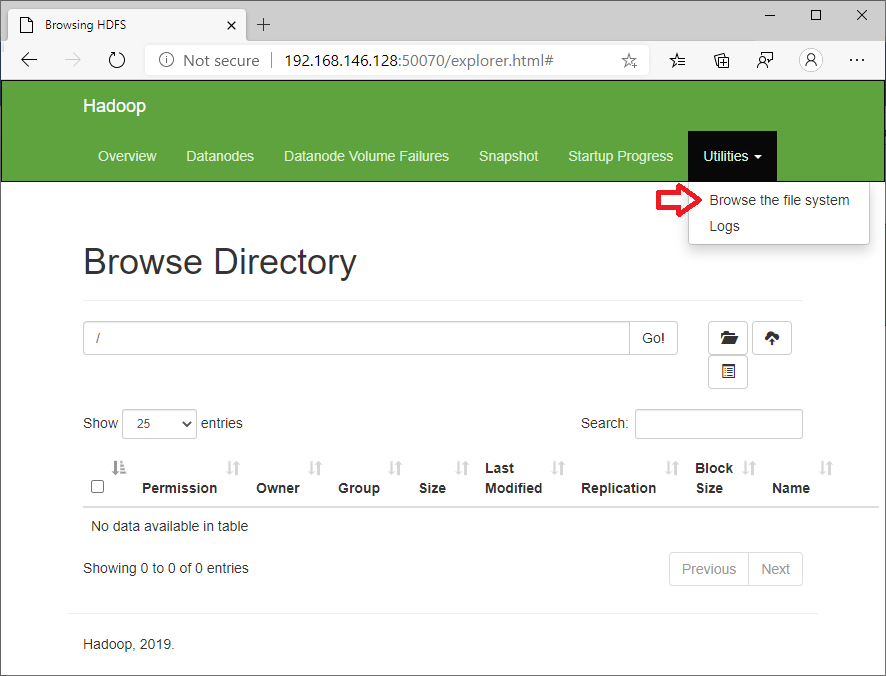 Browsing HDFS
Not secure | 192.168.146.128:50070/explorer.html#
Hadoop
Overview Datanodes Datanode Volume Failures Snapshot Startup Progress Utilities
Browse the file system
Logs
Browse Directory
/ Go!
Show 25 entries Search:
Permission Owner Group Size Last Modified Replication Block Size Name
No data available in table
Showing 0 to 0 of 0 entries Previous Next
Hadoop, 2019.